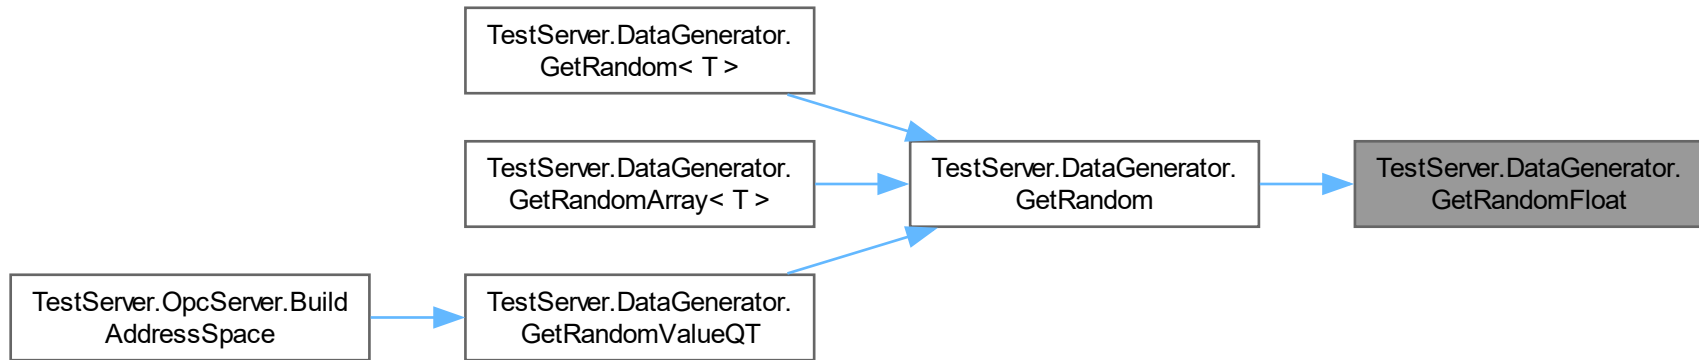 TestServer.DataGenerator.
GetRandom< T >
TestServer.DataGenerator.
GetRandomArray< T >
TestServer.DataGenerator.
GetRandom
TestServer.DataGenerator.
GetRandomFloat
TestServer.OpcServer.Build
AddressSpace
TestServer.DataGenerator.
GetRandomValueQT